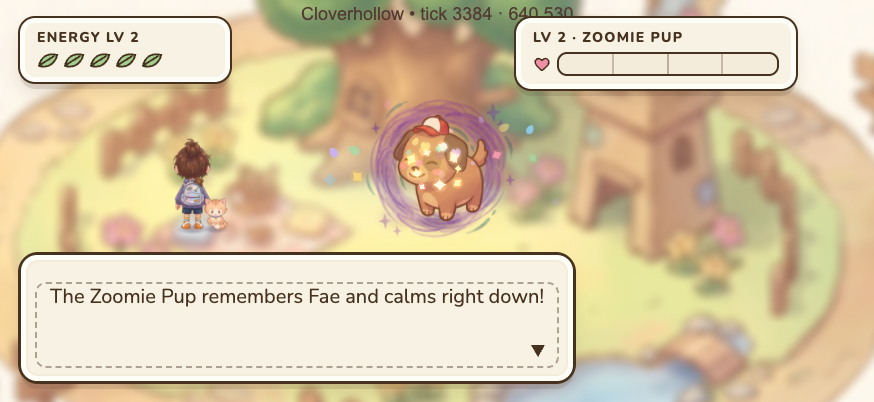 Cloverhollow • tick 3384 · 640,530
ENERGY LV 2
LV 2 · ZOOMIE PUP
The Zoomie Pup remembers Fae and calms right down!